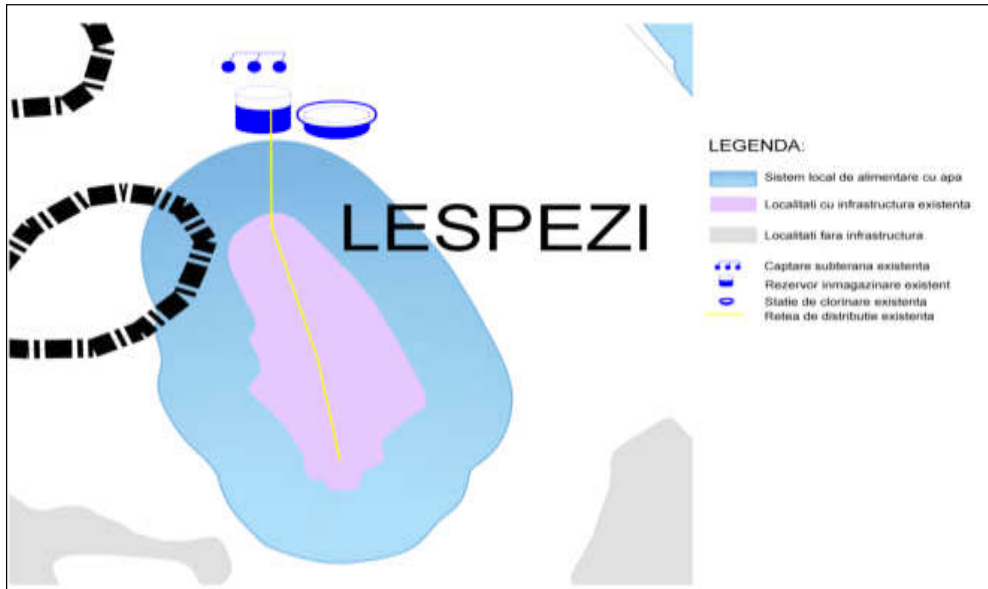 LESPEZI
LEGENDA:
Sistem local de alimentare cu apa
Localitati cu infrastructura existenta
Localitati fara infrastructura
Captare subterana existenta
Rezervor inmagazinare existent
Statie de clorinare existenta
Retea de distributie existenta